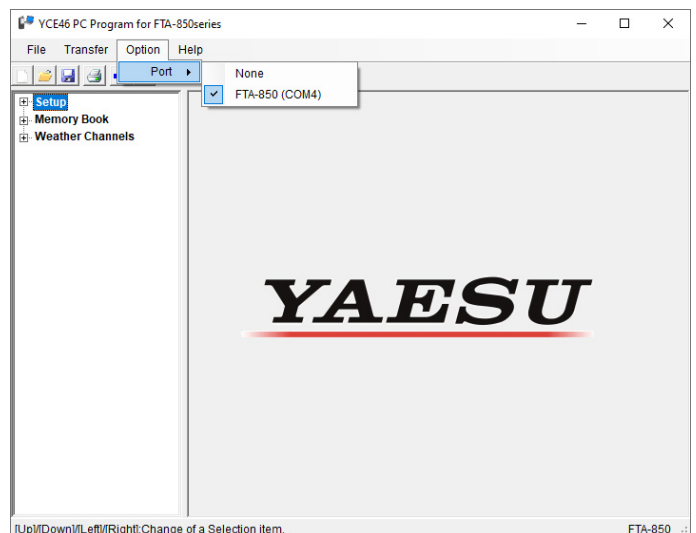 YCE46 PC Program for FTA-850series
File Transfer Option Help
Port
None
FTA-850 (COM4)
Setup
Memory Book
Weather Channels
YAESU
[Up]/[Down]/[Left]/[Right]:Change of a Selection item.
FTA-850